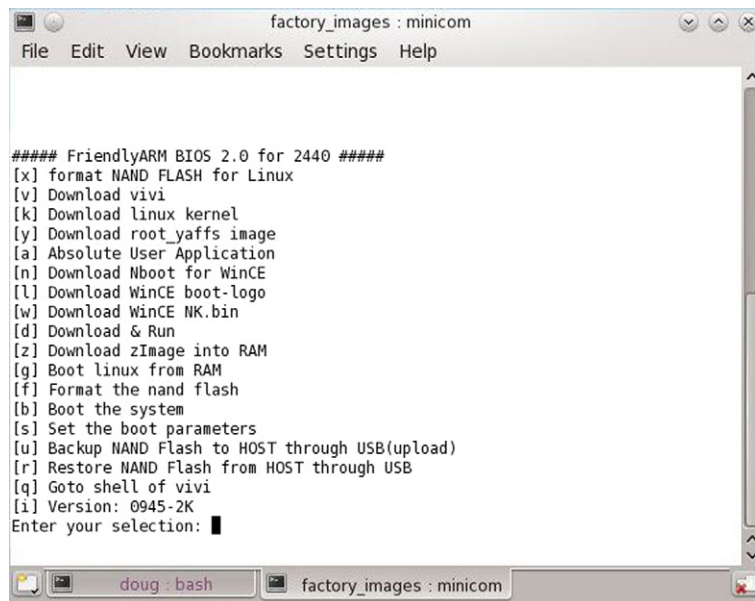 factory_images : minicom
File Edit View Bookmarks Settings Help
##### FriendlyARM BIOS 2.0 for 2440 #####
[x] format NAND FLASH for Linux
[v] Download vivi
[k] Download linux kernel
[y] Download root_yaffs image
[a] Absolute User Application
[n] Download Nboot for WinCE
[l] Download WinCE boot-logo
[w] Download WinCE NK.bin
[d] Download & Run
[z] Download zImage into RAM
[g] Boot linux from RAM
[f] Format the nand flash
[b] Boot the system
[s] Set the boot parameters
[u] Backup NAND Flash to HOST through USB(upload)
[r] Restore NAND Flash from HOST through USB
[q] Goto shell of vivi
[i] Version: 0945-2K
Enter your selection:
doug : bash
factory_images : minicom